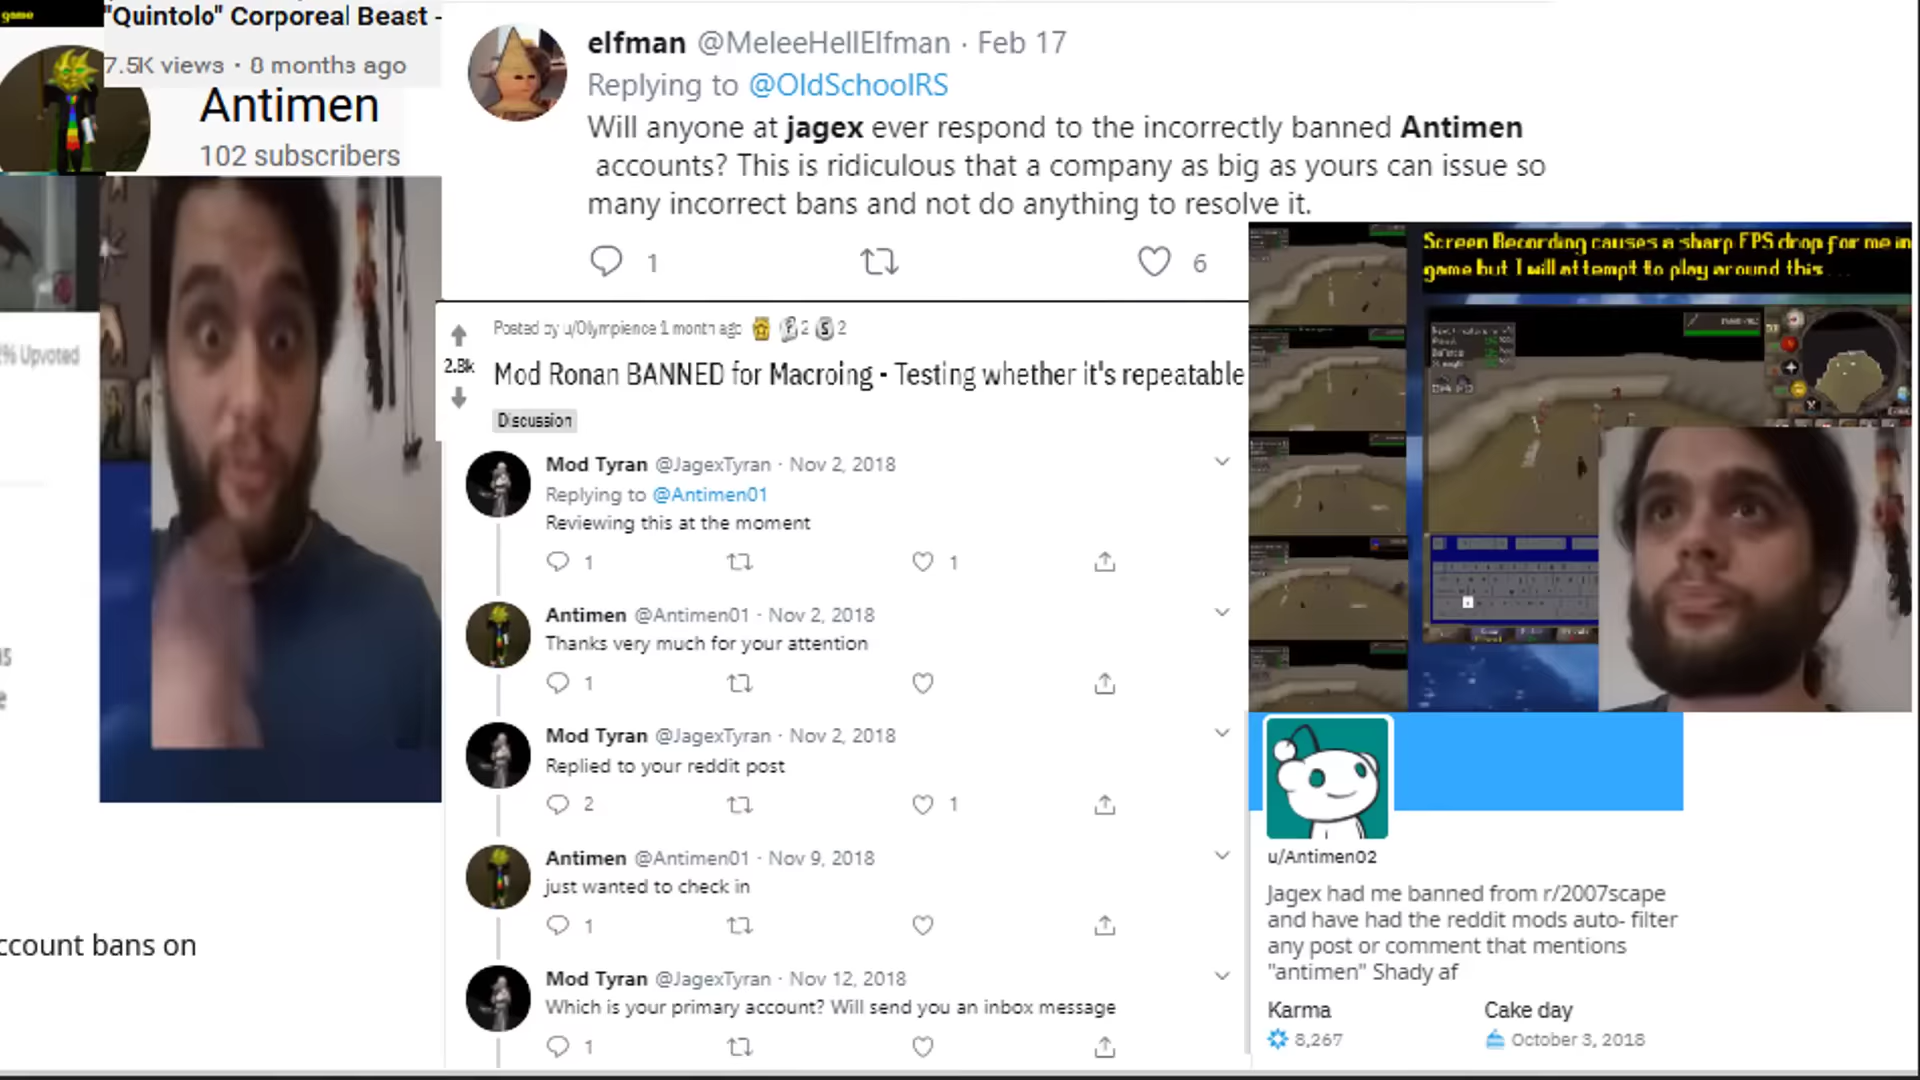 game
"Quintolo" Corporeal Beast -
7.5K views • 8 months ago
Antimen
102 subscribers
% Upvoted
ccount bans on
elfman @MeleeHellElfman · Feb 17
Replying to @OldSchoolRS
Will anyone at jagex ever respond to the incorrectly banned Antimen
accounts? This is ridiculous that a company as big as yours can issue so
many incorrect bans and not do anything to resolve it.
1 6
Posted by u/Olympience 1 month ago 2 S 2
2.8k
Mod Ronan BANNED for Macroing - Testing whether it's repeatable
Discussion
Mod Tyran @JagexTyran · Nov 2, 2018
Replying to @Antimen01
Reviewing this at the moment
1 1
Antimen @Antimen01 · Nov 2, 2018
Thanks very much for your attention
1
Mod Tyran @JagexTyran · Nov 2, 2018
Replied to your reddit post
2 1
Antimen @Antimen01 · Nov 9, 2018
just wanted to check in
1
Mod Tyran @JagexTyran · Nov 12, 2018
Which is your primary account? Will send you an inbox message
1
Screen Recording causes a sharp FPS drop for me in
game but I will attempt to play around this...
u/Antimen02
Jagex had me banned from r/2007scape
and have had the reddit mods auto- filter
any post or comment that mentions
"antimen" Shady af
Karma Cake day
8,267 October 3, 2018